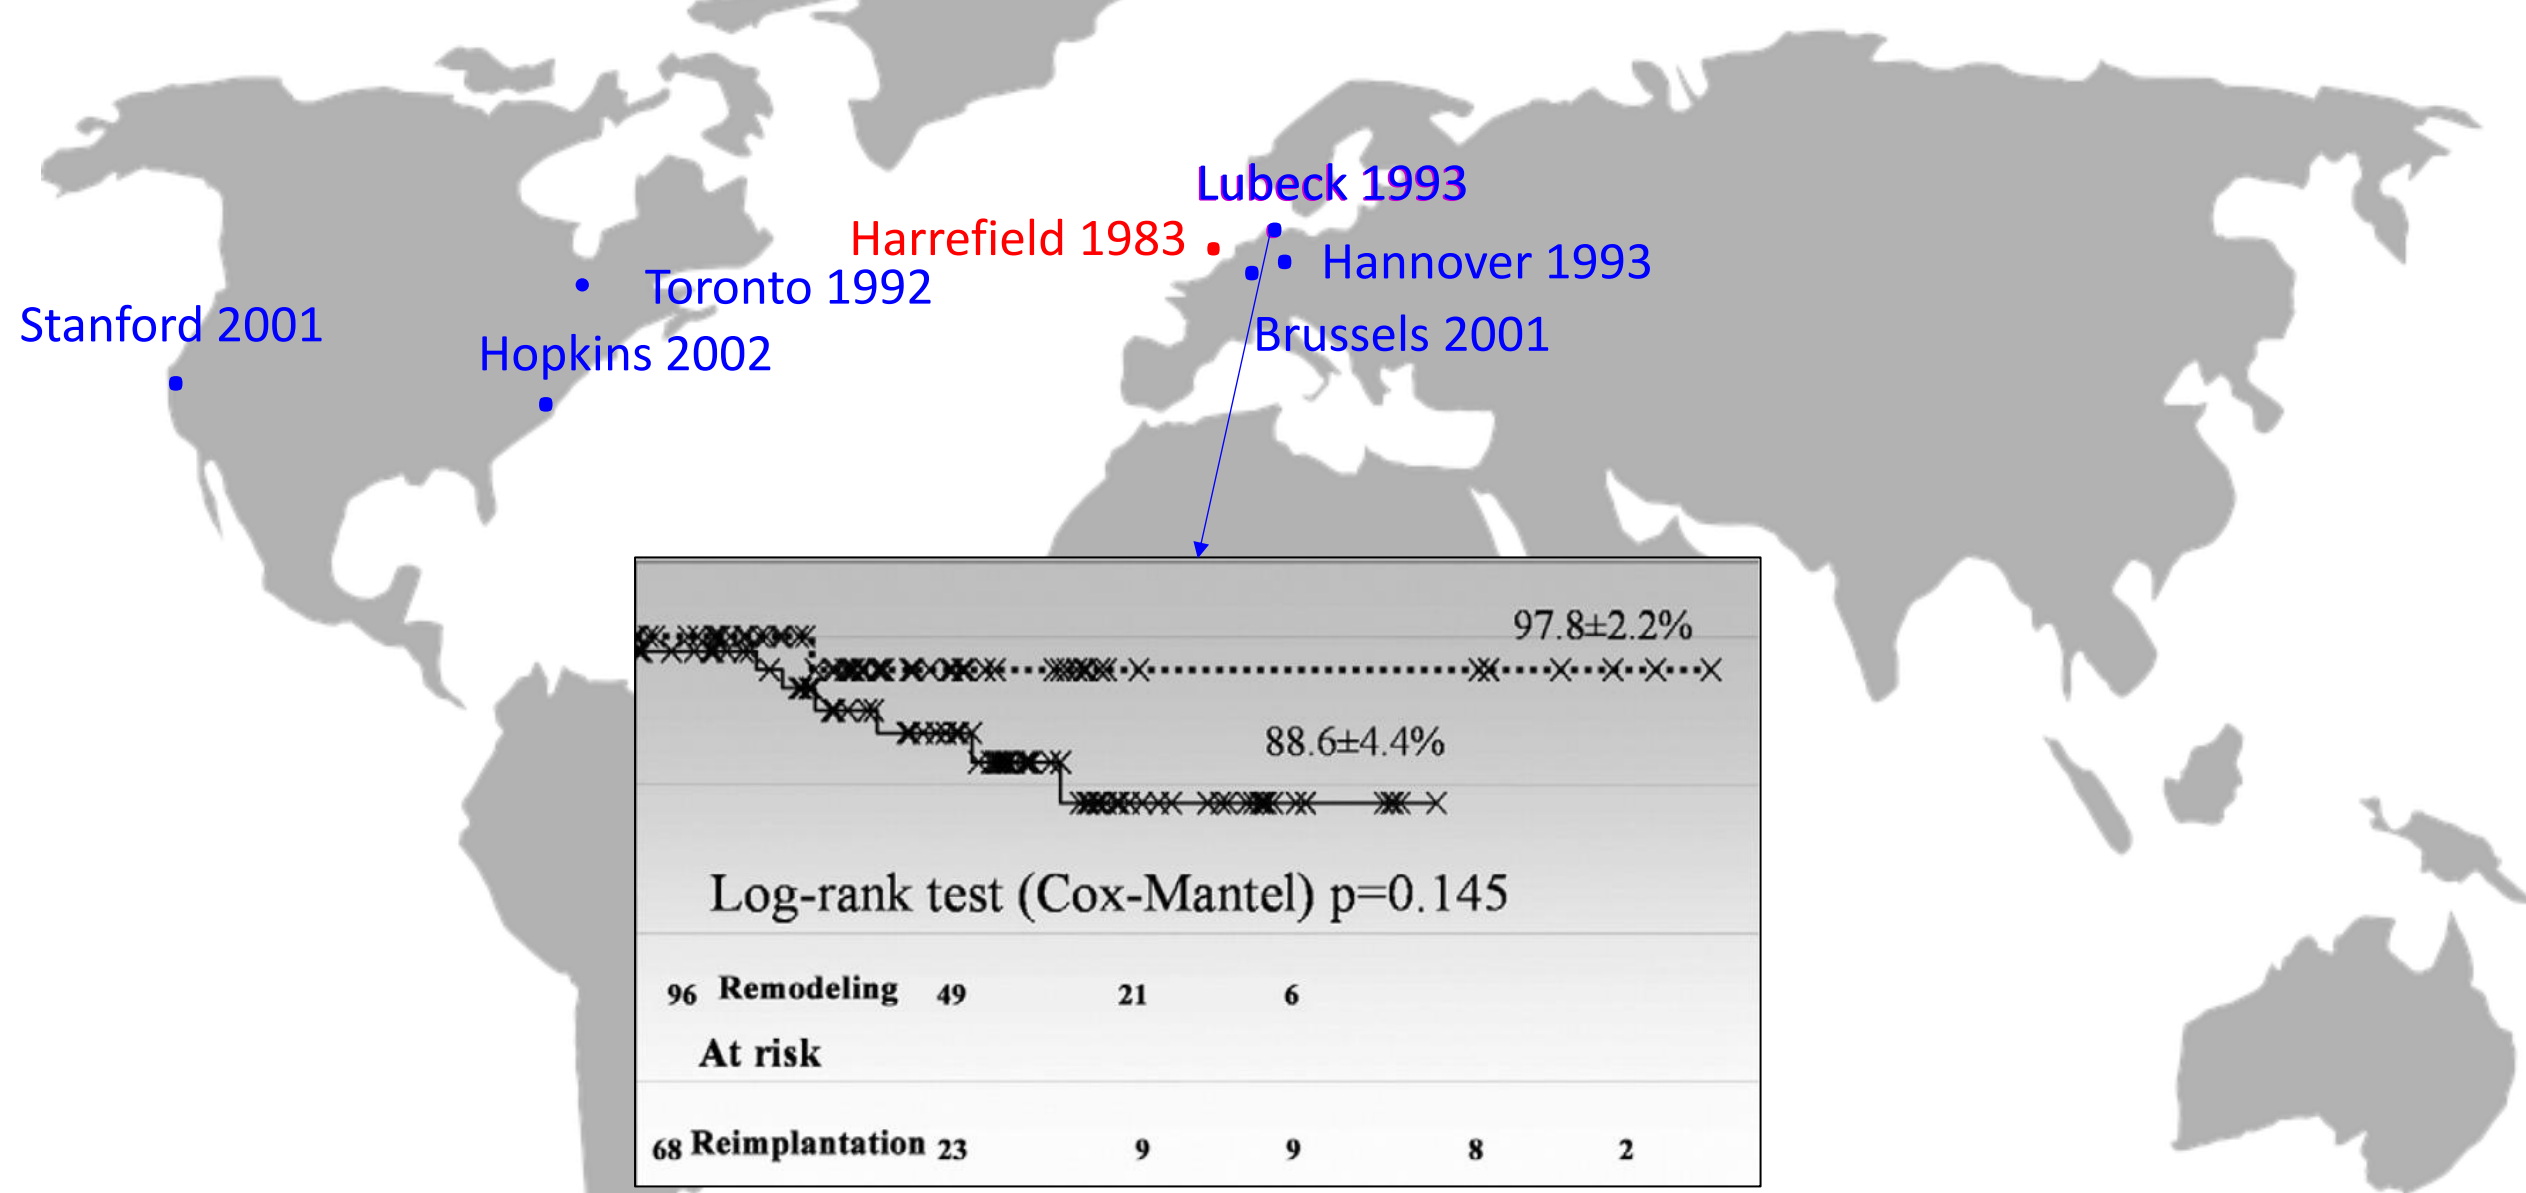 Lubeck 1993
Harrefield 1983
Hannover 1993
Toronto 1992
Stanford 2001
Hopkins 2002
Brussels 2001
97.8±2.2%
88.6±4.4%
Log-rank test (Cox-Mantel) p=0.145
96 Remodeling 49 21 6
At risk
68 Reimplantation 23 9 9 8 2